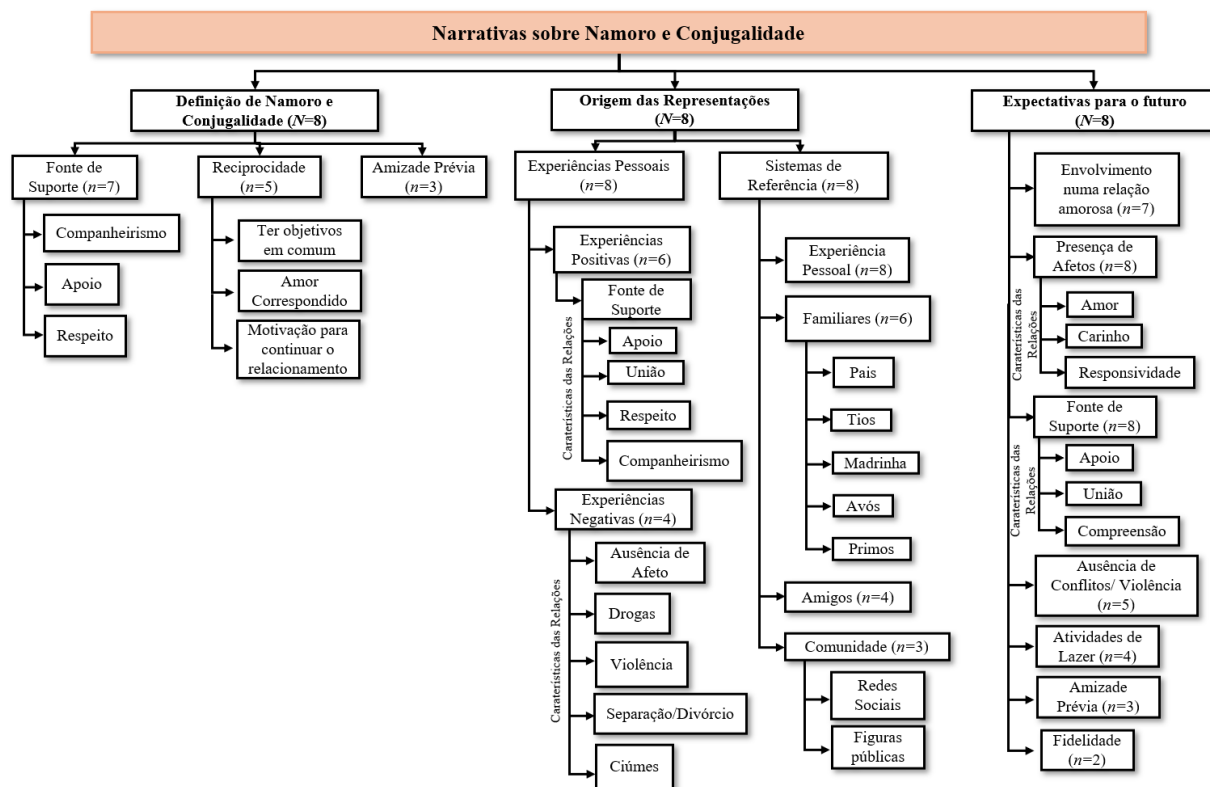 Narrativas sobre Namoro e Conjugalidade
Definição de Namoro e
Conjugalidade (N=8)
Fonte de
Suporte (n=7)
Companheirismo
Apoio
Respeito
Reciprocidade
(n=5)
Ter objetivos
em comum
Amor
Correspondido
Motivação para
continuar o
relacionamento
Amizade Prévia
(n=3)
Origem das Representações
(N=8)
Experiências Pessoais
(n=8)
Experiências
Positivas (n=6)
Caraterísticas das Relações
Fonte de
Suporte
Apoio
União
Respeito
Companheirismo
Experiências
Negativas (n=4)
Caraterísticas das Relações
Ausência de
Afeto
Drogas
Violência
Separação/Divórcio
Ciúmes
Sistemas de
Referência (n=8)
Experiência
Pessoal (n=8)
Familiares (n=6)
Pais
Tios
Madrinha
Avós
Primos
Amigos (n=4)
Comunidade (n=3)
Redes
Sociais
Figuras
públicas
Expectativas para o futuro
(N=8)
Envolvimento
numa relação
amorosa (n=7)
Presença de
Afetos (n=8)
Caraterísticas das
Relações
Amor
Carinho
Responsividade
Fonte de
Suporte (n=8)
Caraterísticas das
Relações
Apoio
União
Compreensão
Ausência de
Conflitos/ Violência
(n=5)
Atividades de
Lazer (n=4)
Amizade
Prévia (n=3)
Fidelidade
(n=2)